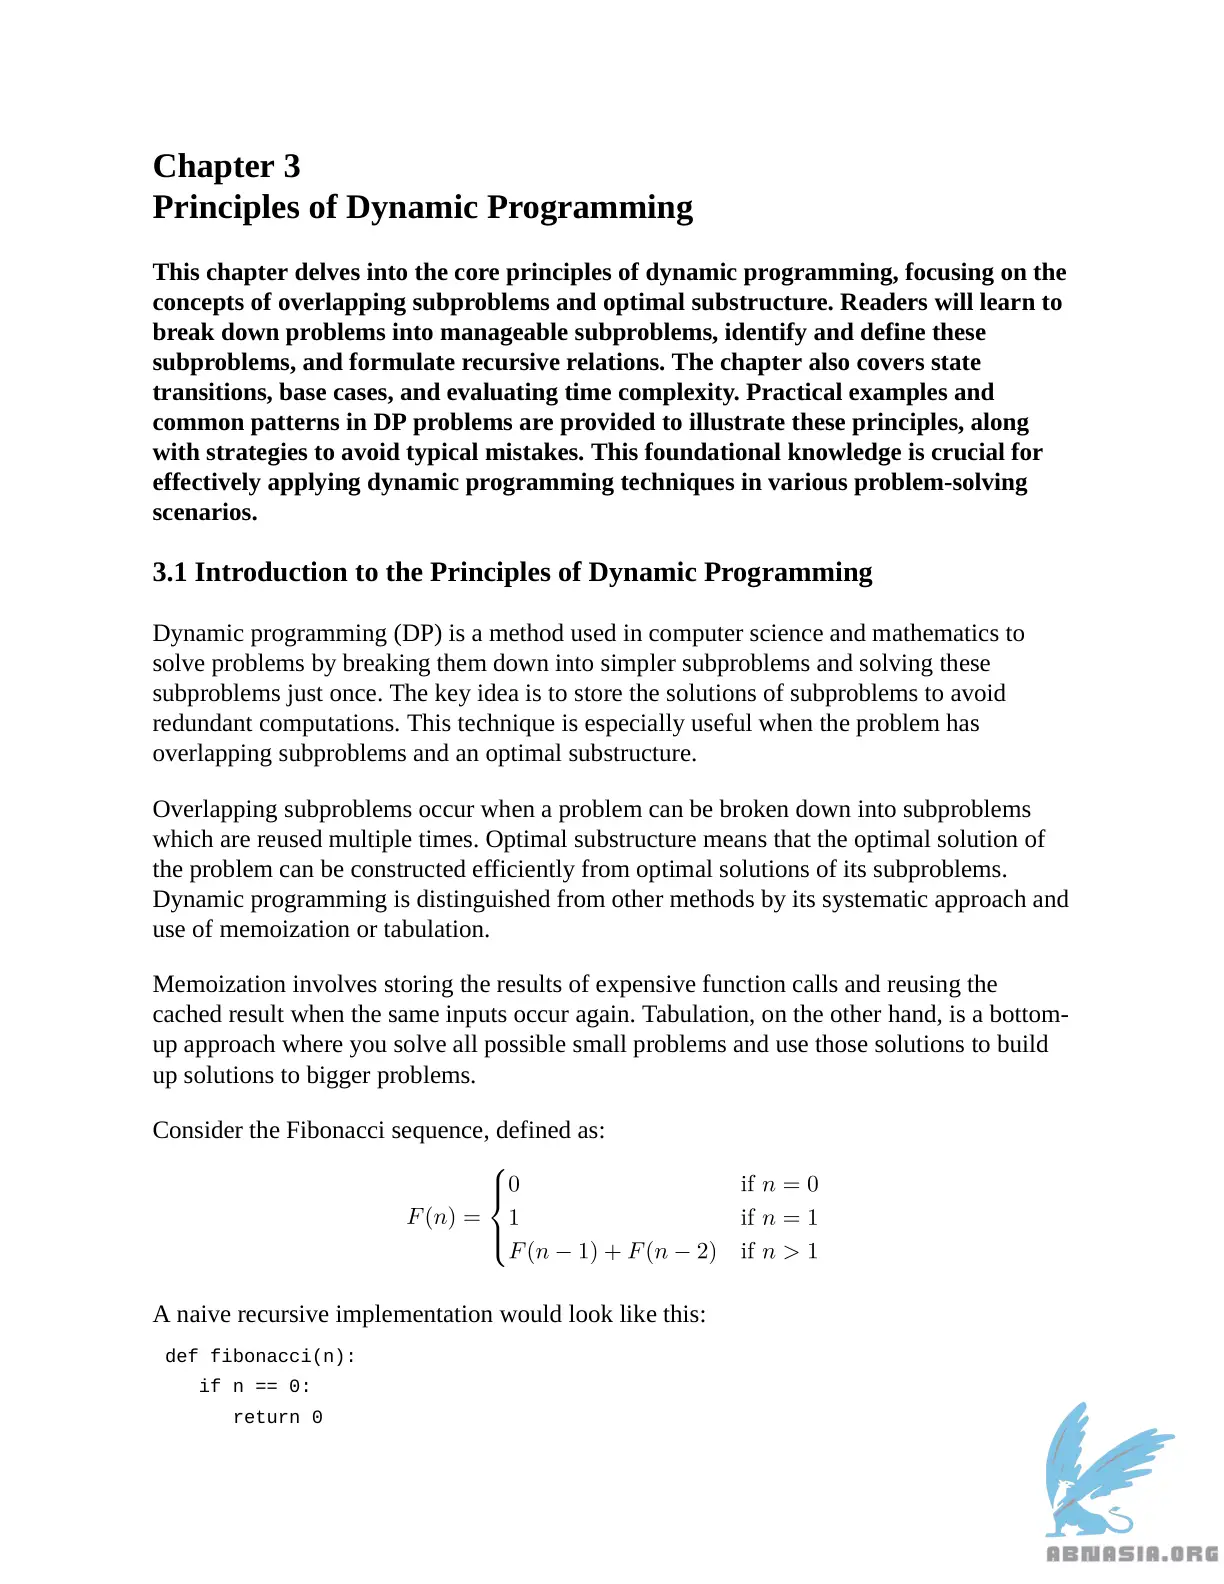 Chapter 3
Principles of Dynamic Programming
This chapter delves into the core principles of dynamic programming, focusing on the
concepts of overlapping subproblems and optimal substructure. Readers will learn to
break down problems into manageable subproblems, identify and define these
subproblems, and formulate recursive relations. The chapter also covers state
transitions, base cases, and evaluating time complexity. Practical examples and
common patterns in DP problems are provided to illustrate these principles, along
with strategies to avoid typical mistakes. This foundational knowledge is crucial for
effectively applying dynamic programming techniques in various problem-solving
scenarios.
3.1 Introduction to the Principles of Dynamic Programming
Dynamic programming (DP) is a method used in computer science and mathematics to
solve problems by breaking them down into simpler subproblems and solving these
subproblems just once. The key idea is to store the solutions of subproblems to avoid
redundant computations. This technique is especially useful when the problem has
overlapping subproblems and an optimal substructure.
Overlapping subproblems occur when a problem can be broken down into subproblems
which are reused multiple times. Optimal substructure means that the optimal solution of
the problem can be constructed efficiently from optimal solutions of its subproblems.
Dynamic programming is distinguished from other methods by its systematic approach and
use of memoization or tabulation.
Memoization involves storing the results of expensive function calls and reusing the
cached result when the same inputs occur again. Tabulation, on the other hand, is a bottom-
up approach where you solve all possible small problems and use those solutions to build
up solutions to bigger problems.
Consider the Fibonacci sequence, defined as:
0 if n = 0
F(n) = { 1 if n = 1
F(n − 1) + F(n − 2) if n > 1
A naive recursive implementation would look like this:
def fibonacci(n):
if n == 0:
return 0
ABNASIA.ORG